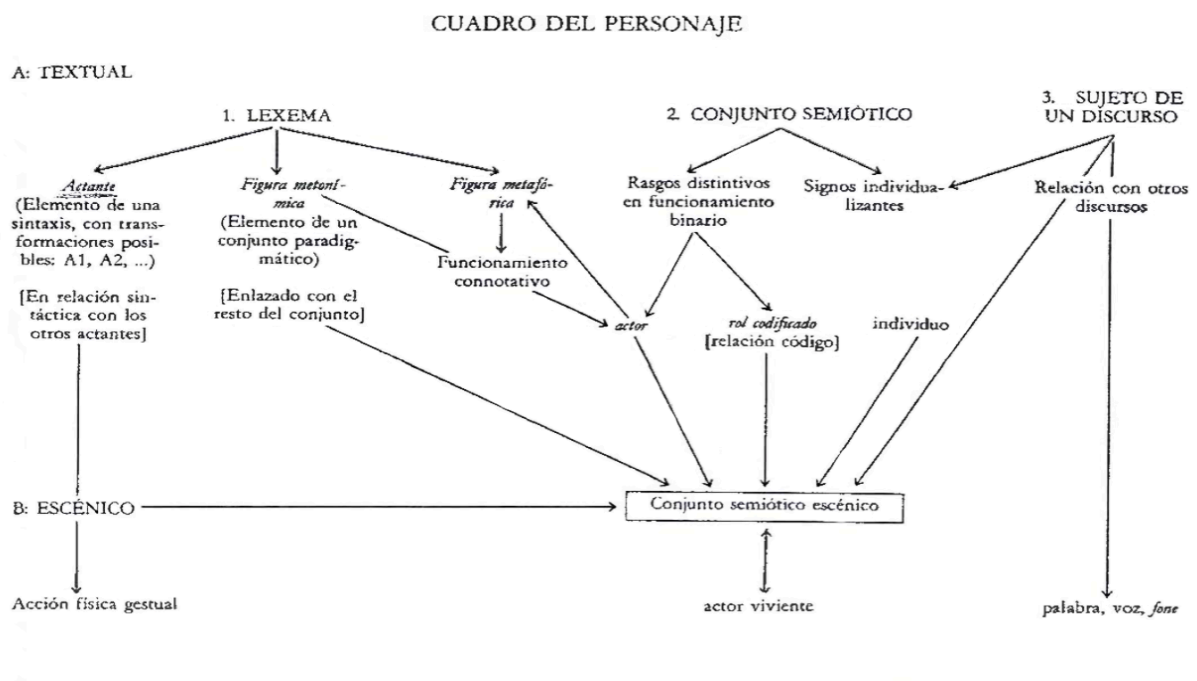 CUADRO DEL PERSONAJE
A: TEXTUAL
1. LEXEMA
2. CONJUNTO SEMIÓTICO
3. SUJETO DE
UN DISCURSO
Actante
(Elemento de una
sintaxis, con trans-
formaciones posi-
bles: A1, A2, ...)
[En relación sin-
táctica con los
otros actantes]
Figura metoní-
mica
(Elemento de un
conjunto paradig-
mático)
[Enlazado con el
resto del conjunto]
Figura metafó-
rica
Funcionamiento
connotativo
Rasgos distintivos
en funcionamiento
binario
Signos individua-
lizantes
Relación con otros
discursos
actor
rol codificado
[relación código]
individuo
B: ESCÉNICO
Conjunto semiótico escénico
Acción física gestual
actor viviente
palabra, voz, fone